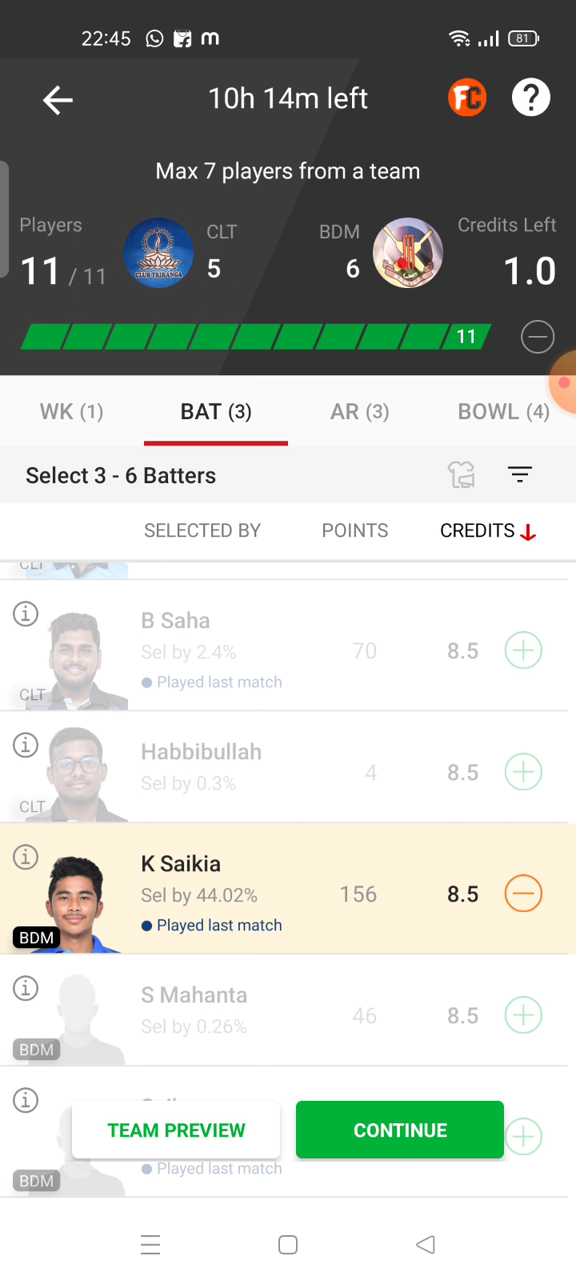 22:45
81
10h 14m left
FC
?
Max 7 players from a team
Players
CLT
BDM
Credits Left
11 / 11
5
6
1.0
CLUB TRIRANGA
11
WK (1)
BAT (3)
AR (3)
BOWL (4)
Select 3 - 6 Batters
SELECTED BY
POINTS
CREDITS
CLT
B Saha
Sel by 2.4%
70
8.5
Played last match
CLT
Habbibullah
Sel by 0.3%
4
8.5
CLT
K Saikia
Sel by 44.02%
156
8.5
Played last match
BDM
S Mahanta
Sel by 0.26%
46
8.5
BDM
TEAM PREVIEW
CONTINUE
Played last match
BDM